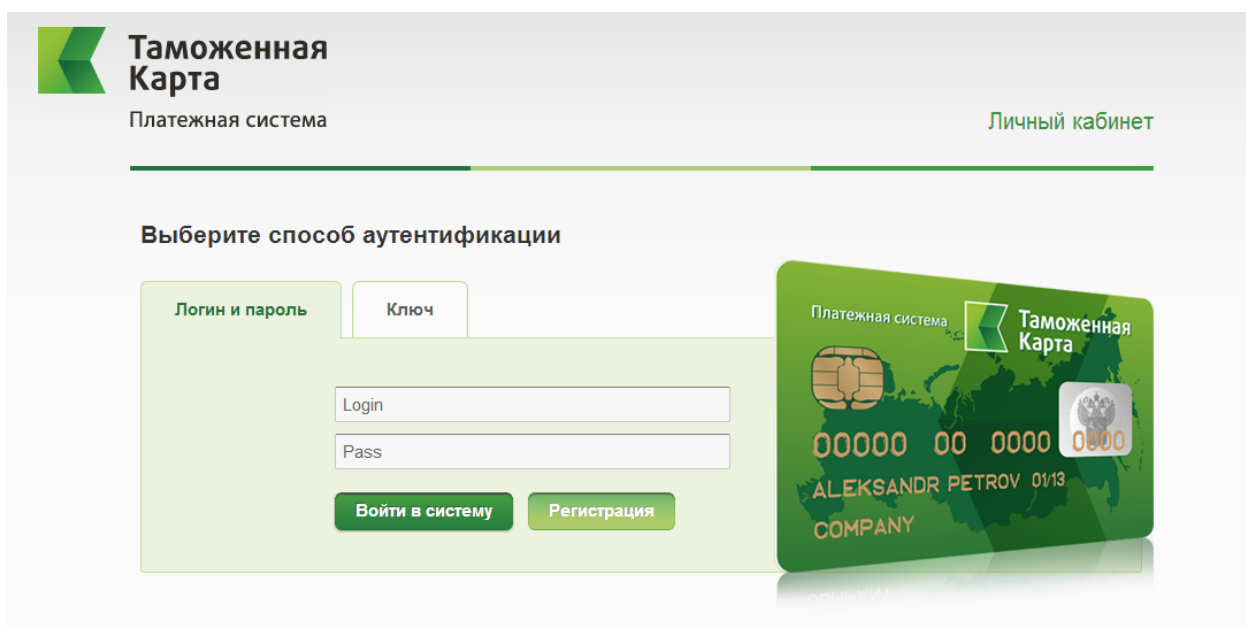 Таможенная
Карта
Платежная система
Личный кабинет
Выберите способ аутентификации
Логин и пароль
Ключ
Login
Pass
Войти в систему
Регистрация
Платежная система
Таможенная
Карта
00000 00 0000 0000
ALEKSANDR PETROV 01/13
COMPANY
COMPANY